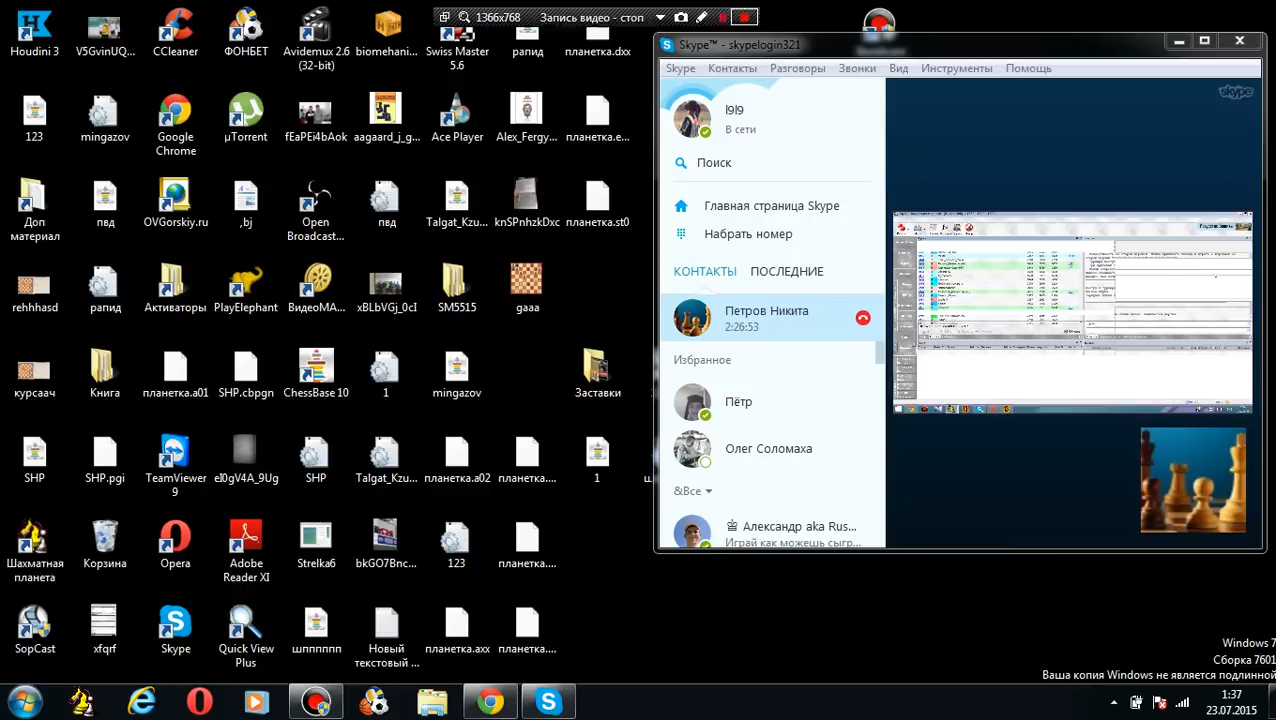 1366x768
Запись видео - стоп
Houdini 3
V5GvinUQ...
CCleaner
ФОНБЕТ
Avidemux 2.6
(32-bit)
biomehani...
Swiss Master
5.6
рапид
планетка.dxx
123
mingazov
Google
Chrome
µTorrent
fEaPEi4bAok
aagaard_j_g...
Ace Player
Alex_Fergy...
планетка.e...
Доп
материал
пвд
OVGorskiy.ru
,bj
Open
Broadcast...
пвд
Talgat_Kzu...
knSPnhzkDxc
планетка.st0
rehhhasd
рапид
Активаторы
ВидеоМА...
SM5515
gaaa
курсаач
Книга
планетка.a01
SHP.cbpgn
ChessBase 10
1
mingazov
Заставки
SHP
SHP.pgi
TeamViewer
9
eI0gV4A_9Ug
SHP
Talgat_Kzu...
планетка.a02
планетка....
1
Шахматная
планета
Корзина
Opera
Adobe
Reader XI
Strelka6
bkGO7Bnc...
123
планетка....
SopCast
xfqrf
Skype
Quick View
Plus
шпппппп
Новый
текстовый ...
планетка.axx
планетка....
Skype™ - skypelogin321
Skype
Контакты
Разговоры
Звонки
Вид
Инструменты
Помощь
l9l9
В сети
Поиск
Главная страница Skype
Набрать номер
КОНТАКТЫ
ПОСЛЕДНИЕ
Петров Никита
2:26:53
Избранное
Пётр
Олег Соломаха
&Все
Александр aka Rus...
Играй как можешь сыгр...
skype
Windows 7
Сборка 7601
Ваша копия Windows не является подлинной
1:37
23.07.2015